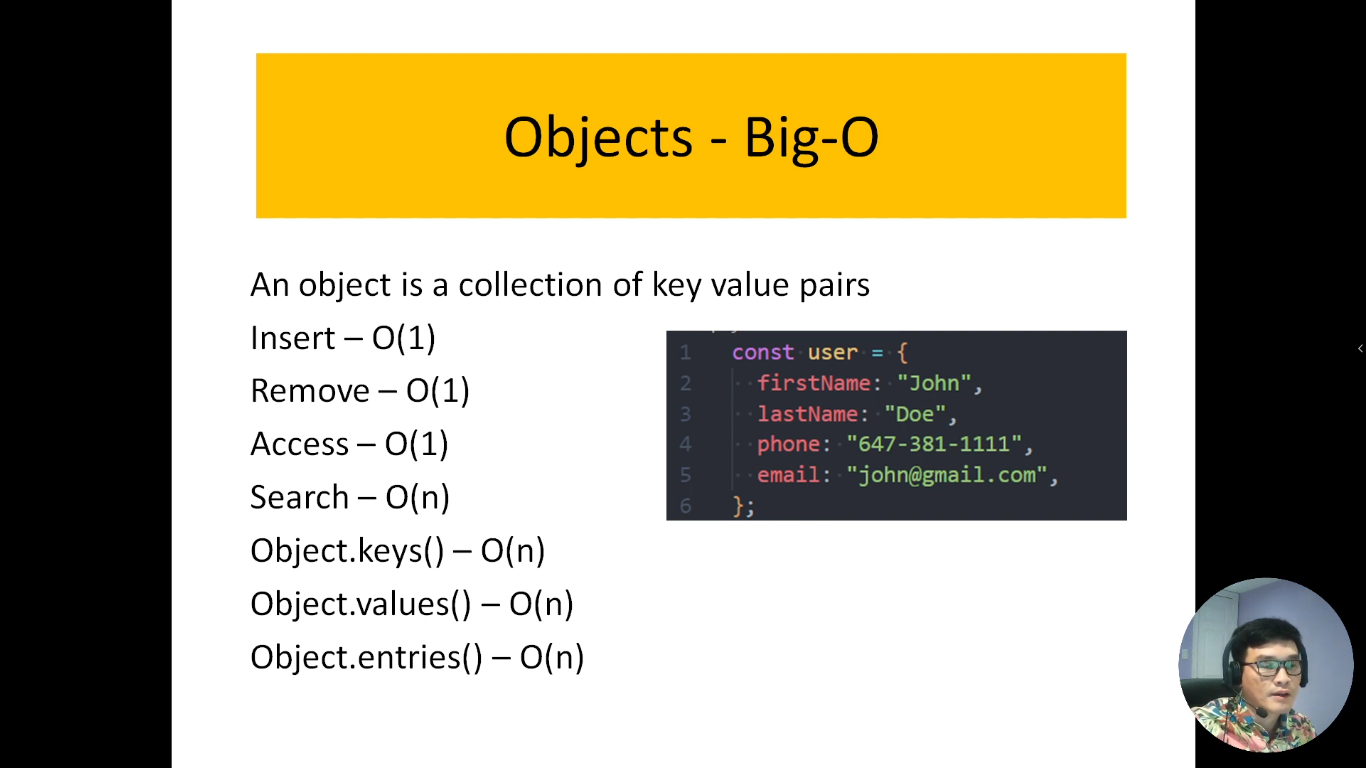 Objects - Big-O
An object is a collection of key value pairs
Insert – O(1)
Remove – O(1)
Access – O(1)
Search – O(n)
Object.keys() – O(n)
Object.values() – O(n)
Object.entries() – O(n)
1 const user = {
2 firstName: "John",
3 lastName: "Doe",
4 phone: "647-381-1111",
5 email: "john@gmail.com",
6 };